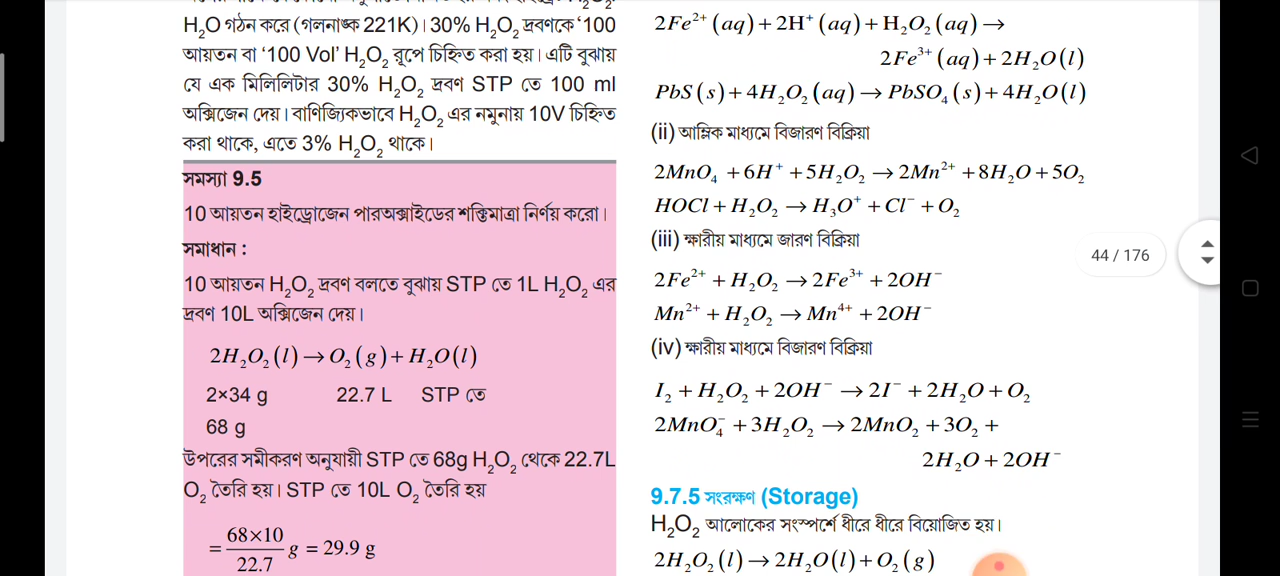 H₂O গঠন করে (গলনাঙ্ক 221K)। 30% H₂O₂ দ্রবণকে ‘100
আয়তন বা ‘100 Vol’ H₂O₂ রূপে চিহ্নিত করা হয়। এটি বুঝায়
যে এক মিলিলিটার 30% H₂O₂ দ্রবণ STP তে 100 ml
অক্সিজেন দেয়। বাণিজ্যিকভাবে H₂O₂ এর নমুনায় 10V চিহ্নিত
করা থাকে, এতে 3% H₂O₂ থাকে।
সমস্যা 9.5
10 আয়তন হাইড্রোজেন পারঅক্সাইডের শক্তিমাত্রা নির্ণয় করো।
সমাধান :
10 আয়তন H₂O₂ দ্রবণ বলতে বুঝায় STP তে 1L H₂O₂ এর
দ্রবণ 10L অক্সিজেন দেয়।
2H₂O₂(l) → O₂(g) + H₂O(l)
2×34 g 22.7 L STP তে
68 g
উপরের সমীকরণ অনুযায়ী STP তে 68g H₂O₂ থেকে 22.7L
O₂ তৈরি হয়। STP তে 10L O₂ তৈরি হয়
= 68×10/22.7 g = 29.9 g
2Fe²⁺(aq) + 2H⁺(aq) + H₂O₂(aq) →
2Fe³⁺(aq) + 2H₂O(l)
PbS(s) + 4H₂O₂(aq) → PbSO₄(s) + 4H₂O(l)
(ii) আম্লিক মাধ্যমে বিজারণ বিক্রিয়া
2MnO₄ + 6H⁺ + 5H₂O₂ → 2Mn²⁺ + 8H₂O + 5O₂
HOCl + H₂O₂ → H₃O⁺ + Cl⁻ + O₂
(iii) ক্ষারীয় মাধ্যমে জারণ বিক্রিয়া
2Fe²⁺ + H₂O₂ → 2Fe³⁺ + 2OH⁻
Mn²⁺ + H₂O₂ → Mn⁴⁺ + 2OH⁻
(iv) ক্ষারীয় মাধ্যমে বিজারণ বিক্রিয়া
I₂ + H₂O₂ + 2OH⁻ → 2I⁻ + 2H₂O + O₂
2MnO₄⁻ + 3H₂O₂ → 2MnO₂ + 3O₂ +
2H₂O + 2OH⁻
9.7.5 সংরক্ষণ (Storage)
H₂O₂ আলোকের সংস্পর্শে ধীরে ধীরে বিয়োজিত হয়।
2H₂O₂(l) → 2H₂O(l) + O₂(g)
44 / 176